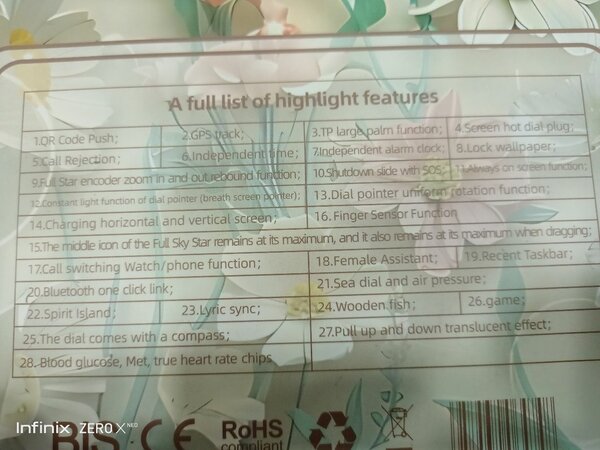 A full list of highlight features
1.QR Code Push; 2.GPS track; 3.TP large palm function; 4.Screen hot dial plug;
5.Call Rejection; 6.Independent time; 7.Independent alarm clock; 8.Lock wallpaper;
9.Full Star encoder zoom in and out,rebound function; 10.Shutdown slide with SOS; 11.Always on screen function;
12.Constant light function of dial pointer (breath screen pointer); 13.Dial pointer uniform rotation function;
14.Charging horizontal and vertical screen; 16.Finger Sensor Function
15.The middle icon of the Full Sky Star remains at its maximum, and it also remains at its maximum when dragging;
17.Call switching Watch/phone function; 18.Female Assistant; 19.Recent Taskbar;
20.Bluetooth one click link; 21.Sea dial and air pressure;
22.Spirit Island; 23.Lyric sync; 24.Wooden fish; 26.game;
25.The dial comes with a compass; 27.Pull up and down translucent effect;
28. Blood glucose, Met, true heart rate chips
Infinix ZERO X NEO
BIS CE RoHS
compliant